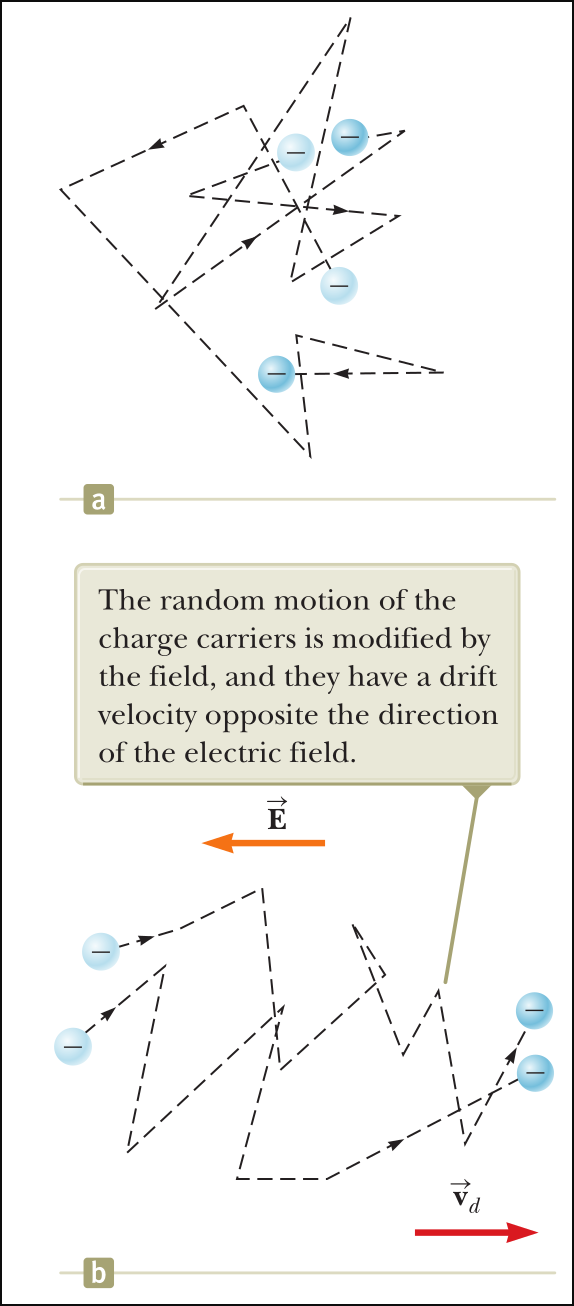 −
−
−
−
a
The random motion of the
charge carriers is modified by
the field, and they have a drift
velocity opposite the direction
of the electric field.
E⃗
−
−
−
−
v⃗d
b